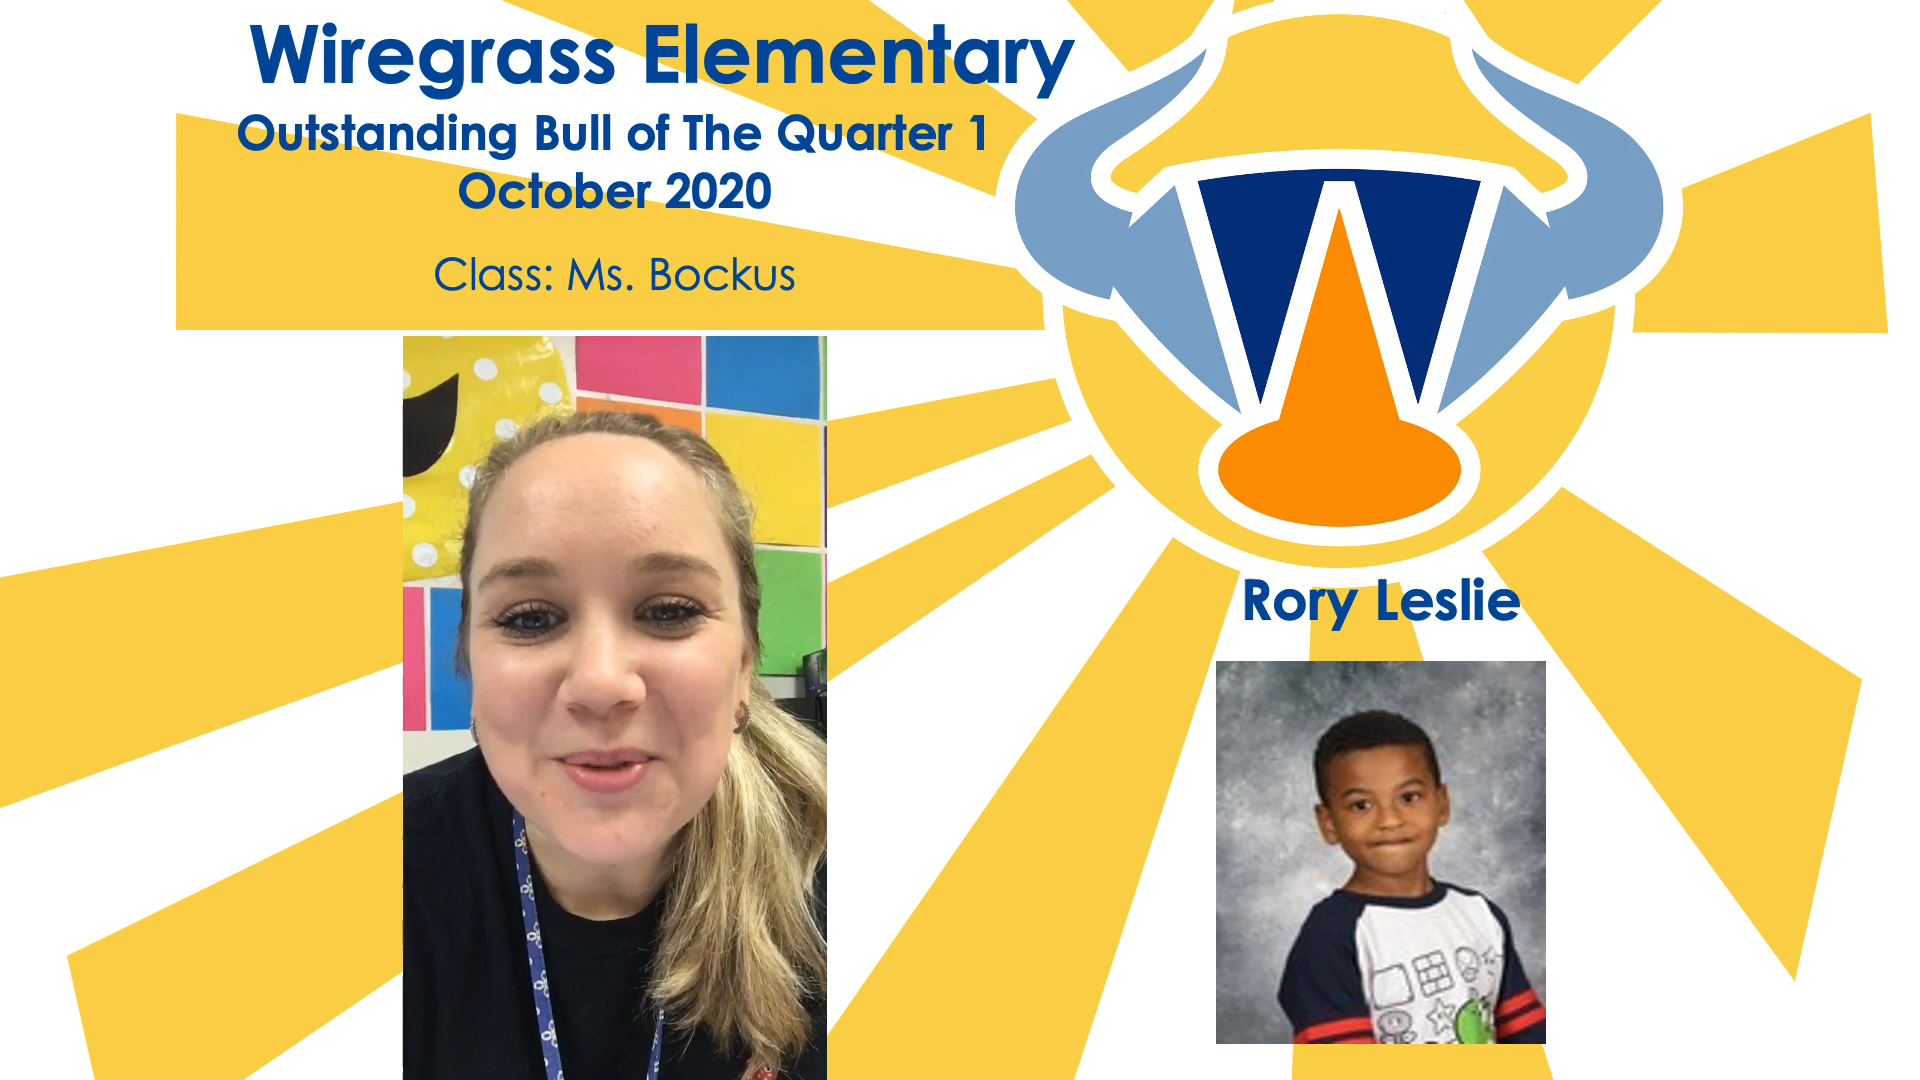 Wiregrass Elementary
Outstanding Bull of The Quarter 1
October 2020
Class: Ms. Bockus
Rory Leslie